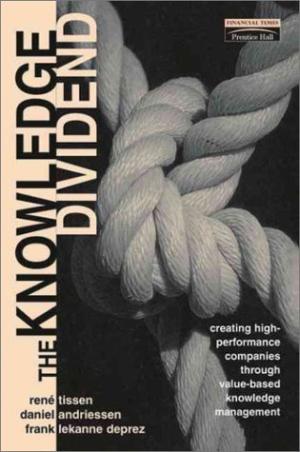 FINANCIAL TIMES
Prentice Hall
THE KNOWLEDGE
DIVIDEND
creating high-
performance
companies
through
value-based
knowledge
management
rené tissen
daniel andriessen
frank lekanne deprez